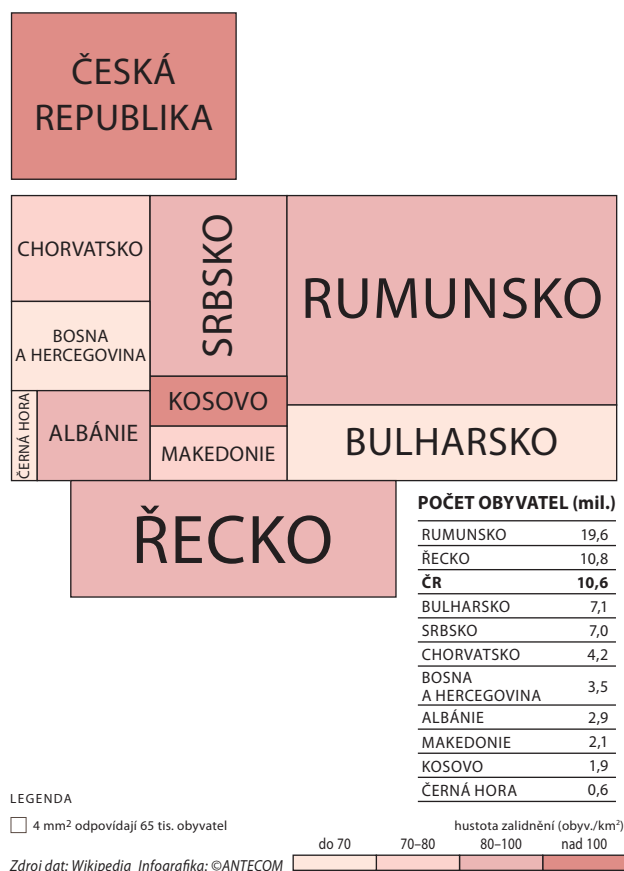 ČESKÁ
REPUBLIKA
CHORVATSKO
SRBSKO
RUMUNSKO
BOSNA
A HERCEGOVINA
KOSOVO
ČERNÁ HORA
ALBÁNIE
MAKEDONIE
BULHARSKO
ŘECKO
POČET OBYVATEL (mil.)
RUMUNSKO 19,6
ŘECKO 10,8
ČR 10,6
BULHARSKO 7,1
SRBSKO 7,0
CHORVATSKO 4,2
BOSNA
A HERCEGOVINA 3,5
ALBÁNIE 2,9
MAKEDONIE 2,1
KOSOVO 1,9
ČERNÁ HORA 0,6
LEGENDA
4 mm² odpovídají 65 tis. obyvatel
hustota zalidnění (obyv./km²)
do 70 70–80 80–100 nad 100
Zdroj dat: Wikipedia Infografika: ©ANTECOM